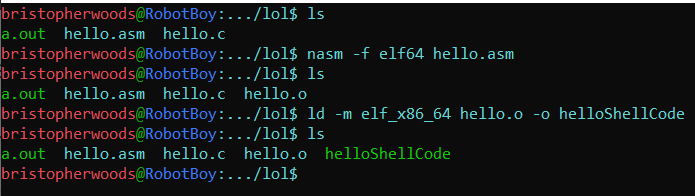 bristopherwoods@RobotBoy:.../lol$ ls
a.out  hello.asm  hello.c
bristopherwoods@RobotBoy:.../lol$ nasm -f elf64 hello.asm
bristopherwoods@RobotBoy:.../lol$ ls
a.out  hello.asm  hello.c  hello.o
bristopherwoods@RobotBoy:.../lol$ ld -m elf_x86_64 hello.o -o helloShellCode
bristopherwoods@RobotBoy:.../lol$ ls
a.out  hello.asm  hello.c  hello.o  helloShellCode
bristopherwoods@RobotBoy:.../lol$